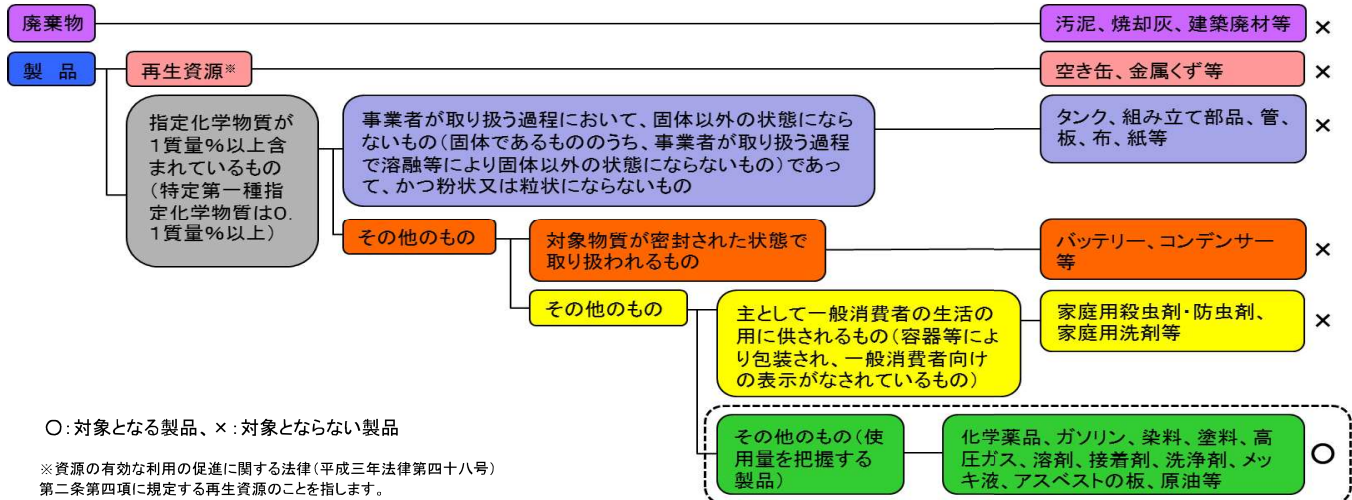 廃棄物
汚泥、焼却灰、建築廃材等
×
製 品
再生資源※
空き缶、金属くず等
×
指定化学物質が
1質量%以上含
まれているもの
(特定第一種指
定化学物質は0.
1質量%以上)
事業者が取り扱う過程において、固体以外の状態になら
ないもの(固体であるもののうち、事業者が取り扱う過程
で溶融等により固体以外の状態にならないもの)であっ
て、かつ粉状又は粒状にならないもの
タンク、組み立て部品、管、
板、布、紙等
×
その他のもの
対象物質が密封された状態で
取り扱われるもの
バッテリー、コンデンサー
等
×
その他のもの
主として一般消費者の生活の
用に供されるもの(容器等によ
り包装され、一般消費者向け
の表示がなされているもの)
家庭用殺虫剤・防虫剤、
家庭用洗剤等
×
その他のもの(使
用量を把握する
製品)
化学薬品、ガソリン、染料、塗料、高
圧ガス、溶剤、接着剤、洗浄剤、メッ
キ液、アスベストの板、原油等
○
○:対象となる製品、×:対象とならない製品
※資源の有効な利用の促進に関する法律(平成三年法律第四十八号)
第二条第四項に規定する再生資源のことを指します。